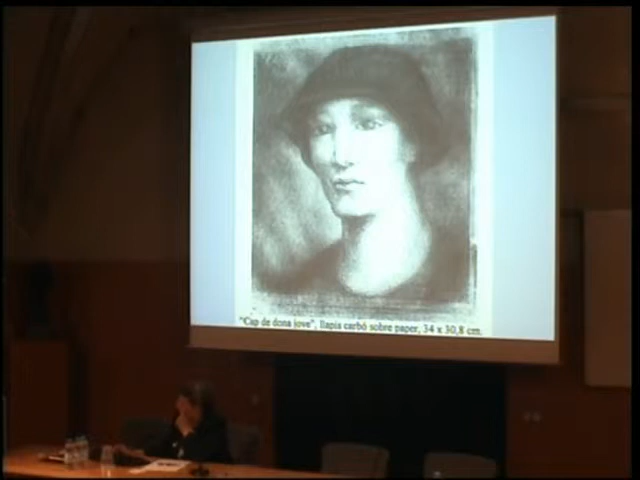 "Cap de dona jove", llapis carbó sobre paper, 34 x 30,8 cm.